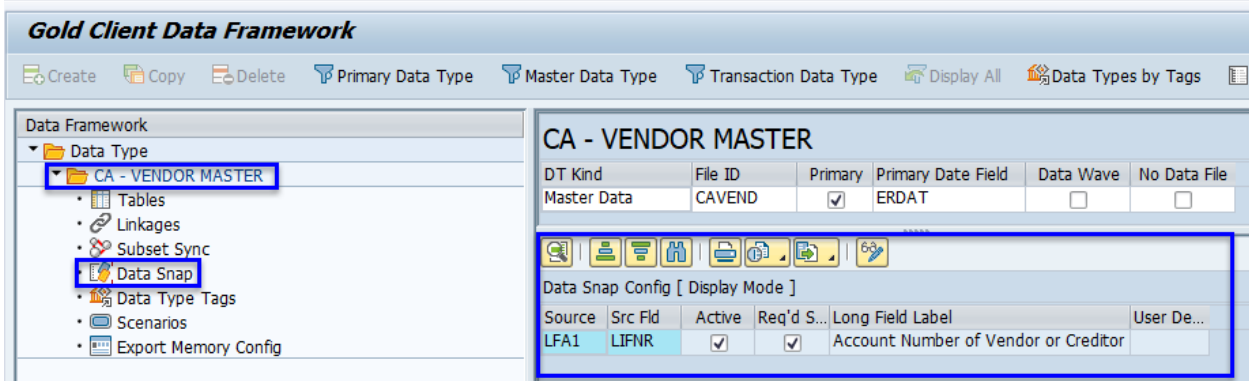 Gold Client Data Framework
Create Copy Delete Primary Data Type Master Data Type Transaction Data Type Display All Data Types by Tags
Data Framework
Data Type
CA - VENDOR MASTER
Tables
Linkages
Subset Sync
Data Snap
Data Type Tags
Scenarios
Export Memory Config
CA - VENDOR MASTER
DT Kind File ID Primary Primary Date Field Data Wave No Data File
Master Data CAVEND ERDAT
Data Snap Config [ Display Mode ]
Source Src Fld Active Req'd S... Long Field Label User De...
LFA1 LIFNR Account Number of Vendor or Creditor